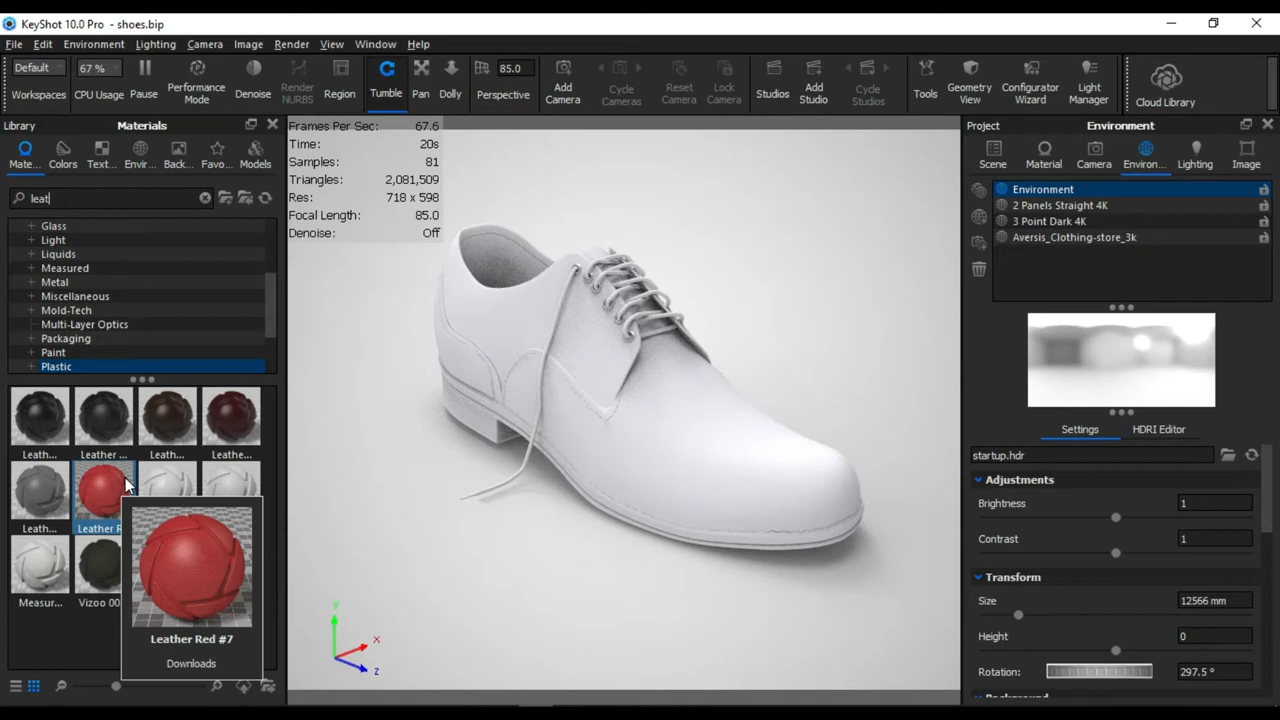 KeyShot 10.0 Pro - shoes.bip
File Edit Environment Lighting Camera Image Render View Window Help
Default 67 % 85.0
Workspaces CPU Usage Pause Performance Mode Denoise Render NURBS Region Tumble Pan Dolly Perspective Add Camera Cycle Cameras Reset Camera Lock Camera Studios Add Studio Cycle Studios Tools Geometry View Configurator Wizard Light Manager Cloud Library
Library Materials
Mate... Colors Text... Envir... Back... Favo... Models
leat
Glass
Light
Liquids
Measured
Metal
Miscellaneous
Mold-Tech
Multi-Layer Optics
Packaging
Paint
Plastic
Leath... Leather ... Leath... Leathe...
Leath... Leather R
Measur... Vizoo 00
Leather Red #7
Downloads
Frames Per Sec: 67.6
Time: 20s
Samples: 81
Triangles: 2,081,509
Res: 718 x 598
Focal Length: 85.0
Denoise: Off
y
x
z
Project Environment
Scene Material Camera Environ... Lighting Image
Environment
2 Panels Straight 4K
3 Point Dark 4K
Aversis_Clothing-store_3k
Settings HDRI Editor
startup.hdr
Adjustments
Brightness 1
Contrast 1
Transform
Size 12566 mm
Height 0
Rotation: 297.5 °
Background